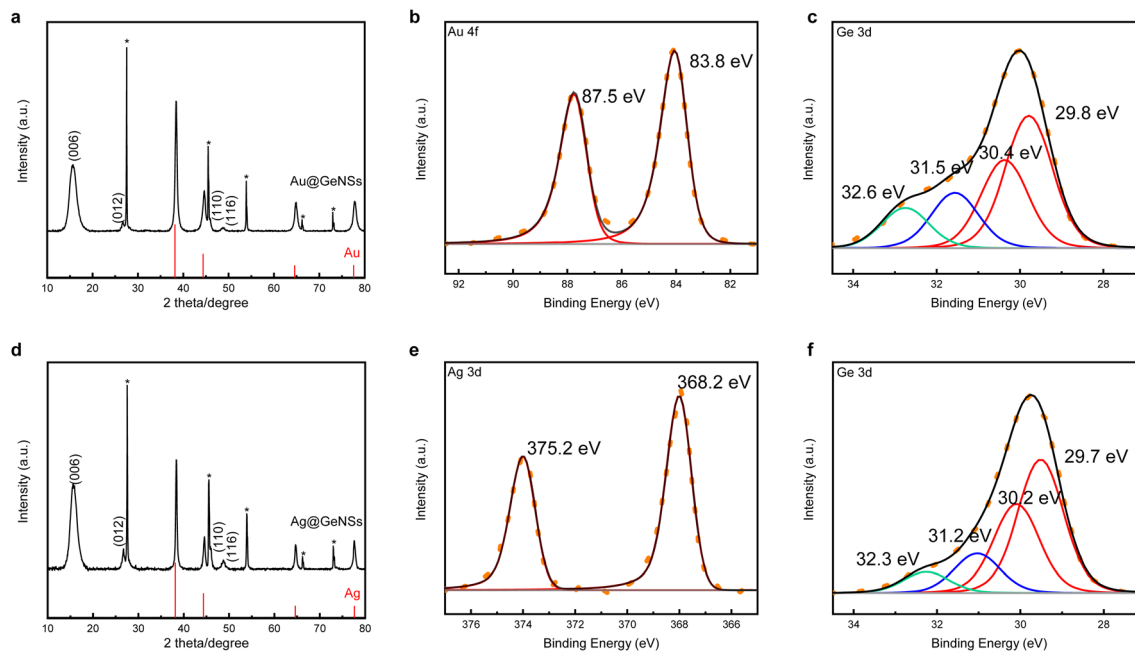 a
Intensity (a.u.)
(006)
(012)
*
*
(110)
(116)
*
*
*
Au@GeNSs
Au
10 20 30 40 50 60 70 80
2 theta/degree
b
Au 4f
Intensity (a.u.)
87.5 eV
83.8 eV
92 90 88 86 84 82
Binding Energy (eV)
c
Ge 3d
Intensity (a.u.)
32.6 eV
31.5 eV
30.4 eV
29.8 eV
34 32 30 28
Binding Energy (eV)
d
Intensity (a.u.)
(006)
(012)
*
*
(110)
(116)
*
*
*
Ag@GeNSs
Ag
10 20 30 40 50 60 70 80
2 theta/degree
e
Ag 3d
Intensity (a.u.)
375.2 eV
368.2 eV
376 374 372 370 368 366
Binding Energy (eV)
f
Ge 3d
Intensity (a.u.)
32.3 eV
31.2 eV
30.2 eV
29.7 eV
34 32 30 28
Binding Energy (eV)